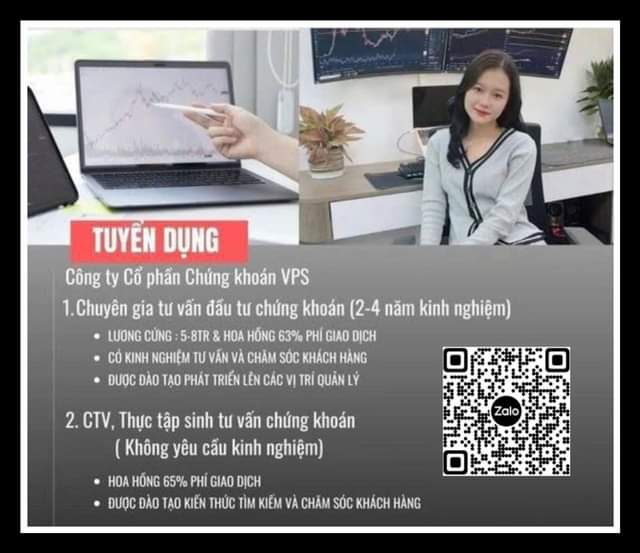 TUYỂN DỤNG
Công ty Cổ phần Chứng khoán VPS
1.Chuyên gia tư vấn đầu tư chứng khoán (2-4 năm kinh nghiệm)
• LƯƠNG CỨNG : 5-8TR & HOA HỒNG 63% PHÍ GIAO DỊCH
• CÓ KINH NGHIỆM TƯ VẤN VÀ CHĂM SÓC KHÁCH HÀNG
• ĐƯỢC ĐÀO TẠO PHÁT TRIỂN LÊN CÁC VỊ TRÍ QUẢN LÝ
Zalo
2. CTV, Thực tập sinh tư vấn chứng khoán
( Không yêu cầu kinh nghiệm)
• HOA HỒNG 65% PHÍ GIAO DỊCH
• ĐƯỢC ĐÀO TẠO KIẾN THỨC TÌM KIẾM VÀ CHĂM SÓC KHÁCH HÀNG